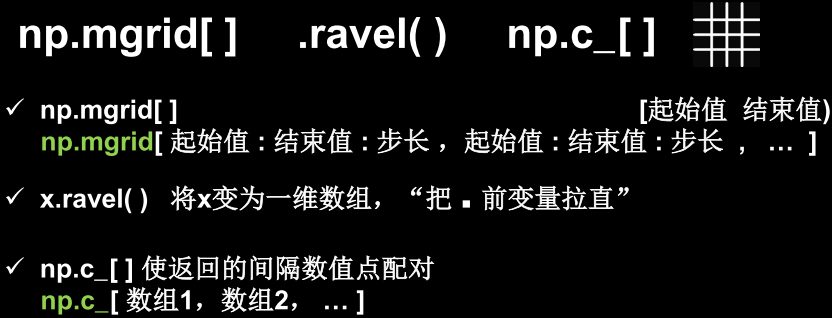 np.mgrid[ ] .ravel( ) np.c_[ ]
✓ np.mgrid[ ] [起始值 结束值)
np.mgrid[ 起始值 : 结束值 : 步长 ，起始值 : 结束值 : 步长 , … ]
✓ x.ravel( ) 将x变为一维数组，“把 . 前变量拉直”
✓ np.c_[ ] 使返回的间隔数值点配对
np.c_[ 数组1，数组2， … ]